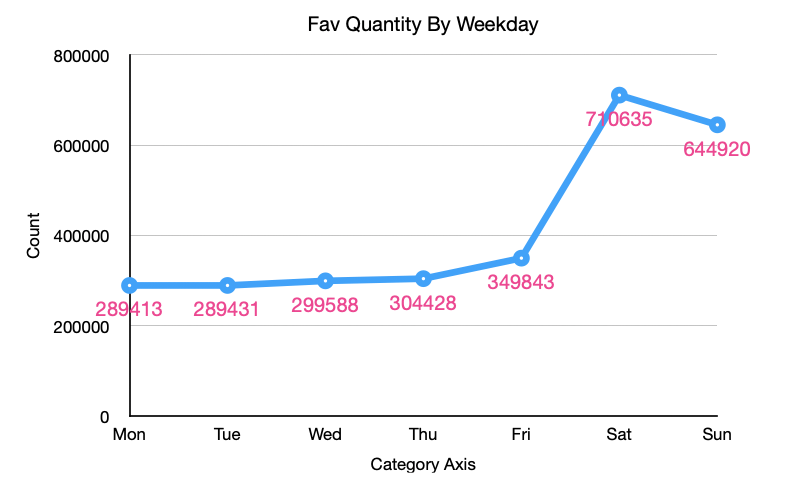 Fav Quantity By Weekday
800000
600000
400000
200000
0
Count
710635
644920
349843
289413 289431 299588 304428
Mon Tue Wed Thu Fri Sat Sun
Category Axis